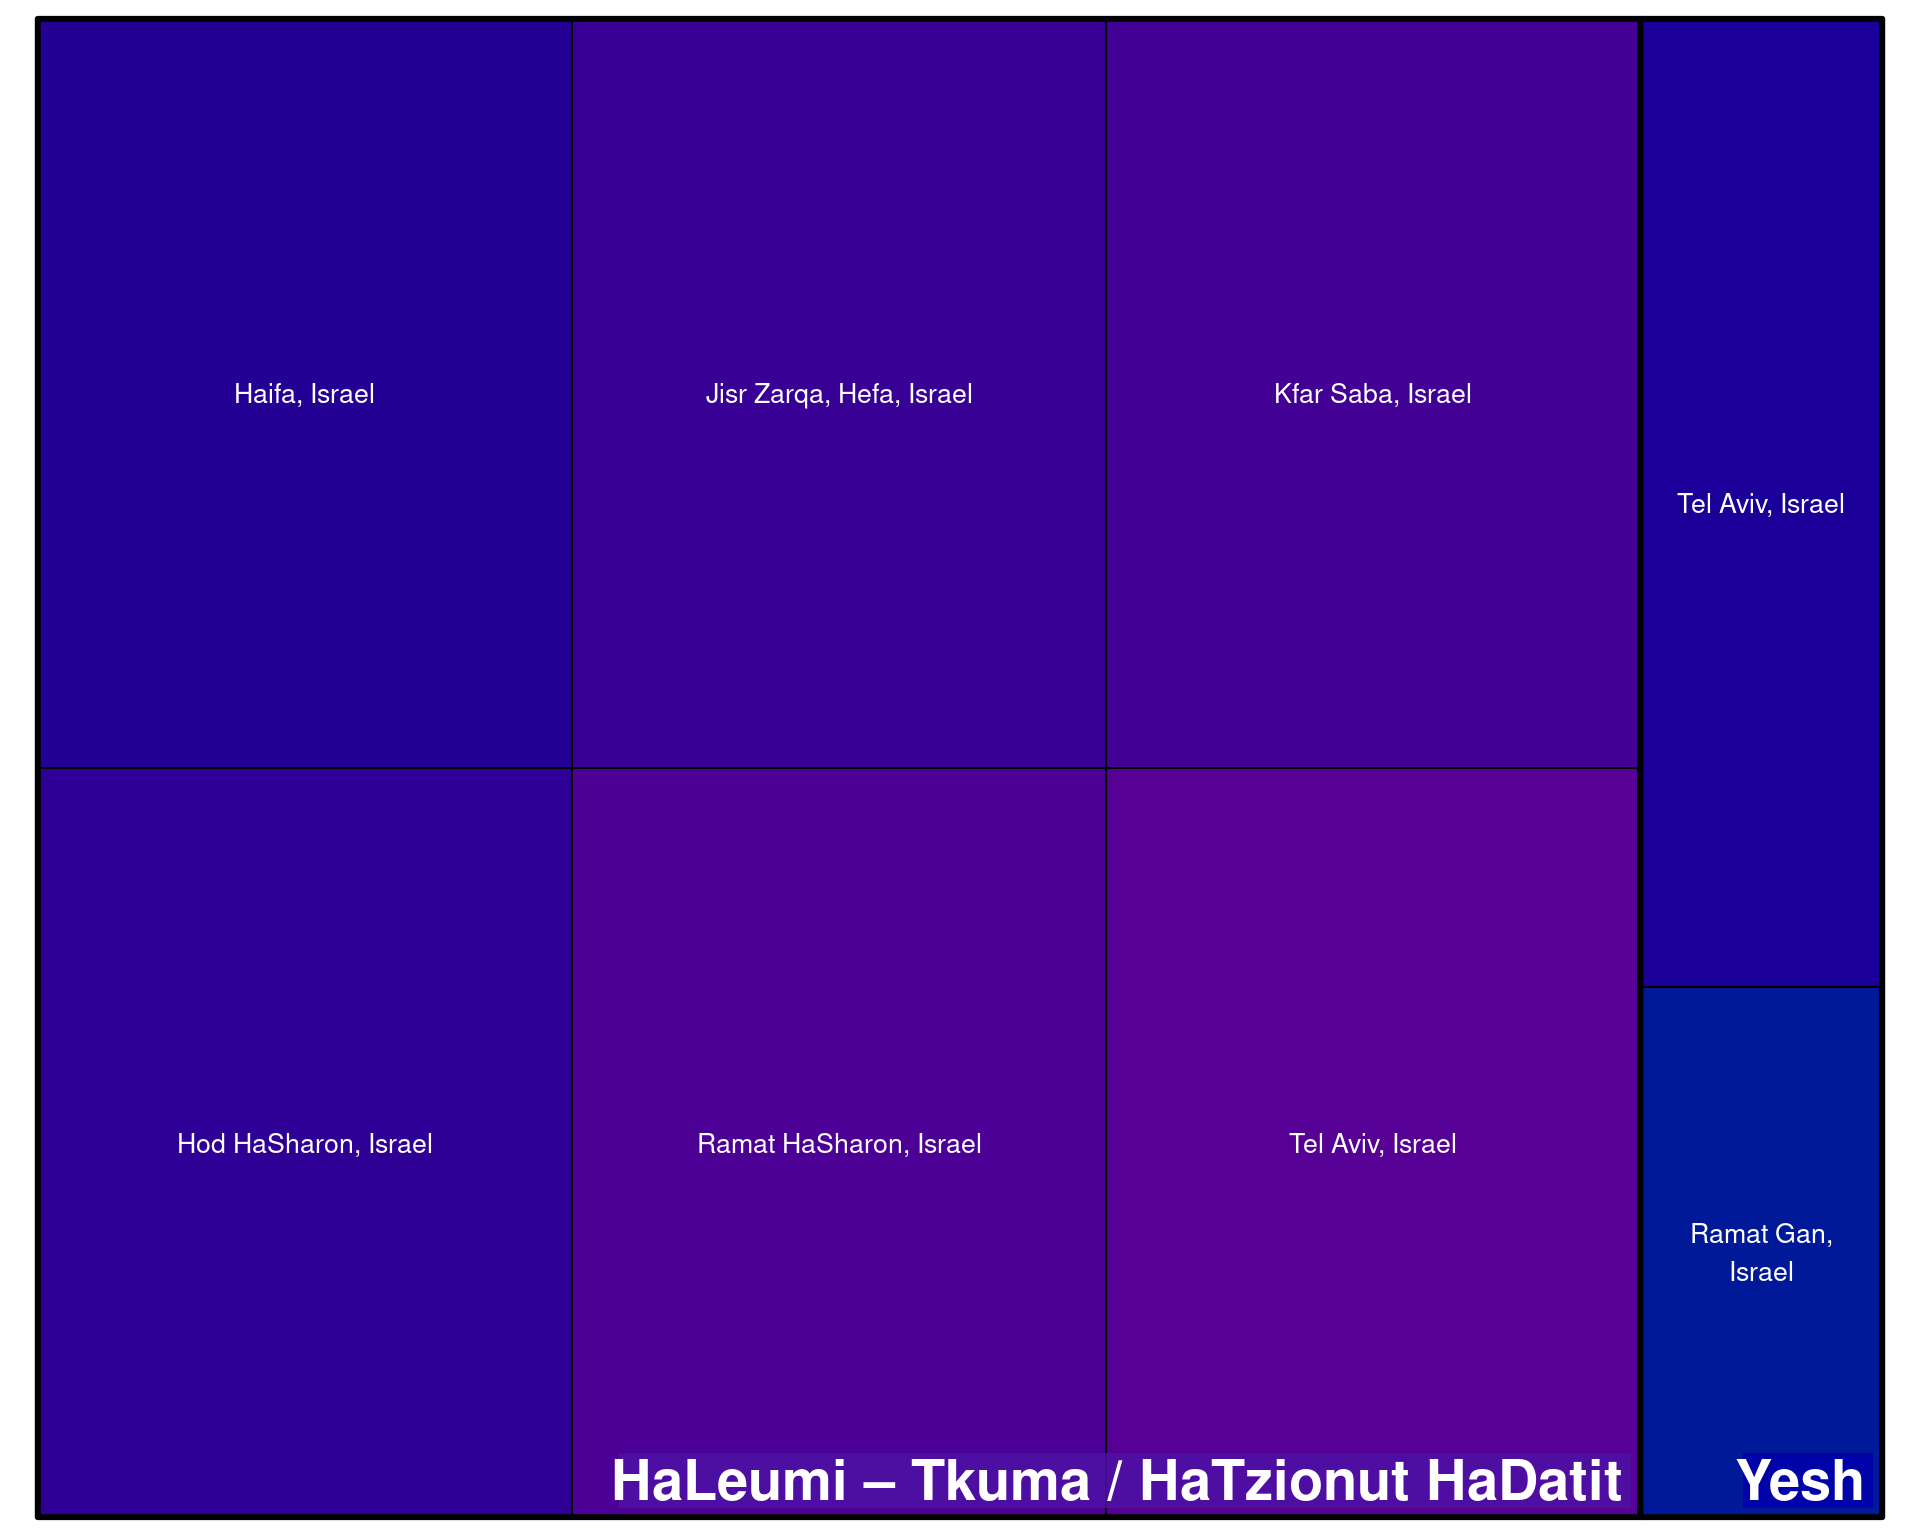 Haifa, Israel
Jisr Zarqa, Hefa, Israel
Kfar Saba, Israel
Tel Aviv, Israel
Hod HaSharon, Israel
Ramat HaSharon, Israel
Tel Aviv, Israel
Ramat Gan,
Israel
HaLeumi – Tkuma / HaTzionut HaDatit
Yesh